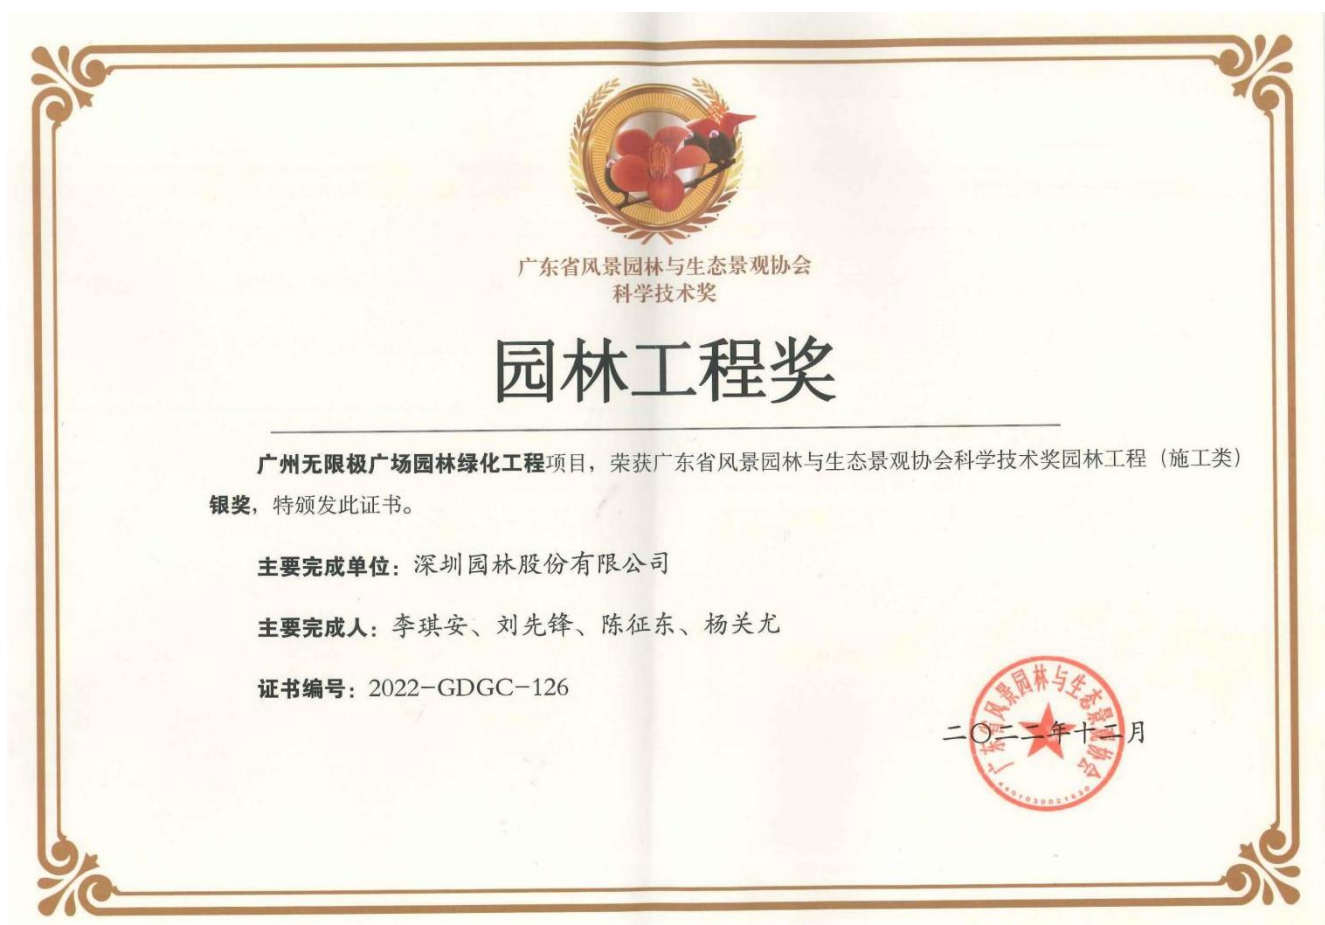 广东省风景园林与生态景观协会
科学技术奖
园林工程奖
广州无限极广场园林绿化工程项目，荣获广东省风景园林与生态景观协会科学技术奖园林工程（施工类）
银奖，特颁发此证书。
主要完成单位：深圳园林股份有限公司
主要完成人：李琪安、刘先锋、陈征东、杨关尤
证书编号：2022-GDGC-126
广东省风景园林与生态景观协会
二〇二二年十二月
4401030021630